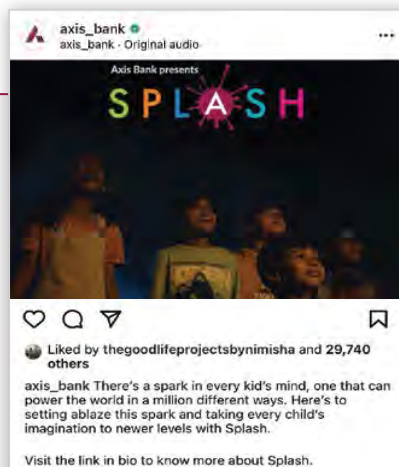 axis_bank
axis_bank · Original audio
Axis Bank presents
SPLASH
Liked by thegoodlifeprojectsbynimisha and 29,740
others
axis_bank There's a spark in every kid's mind, one that can
power the world in a million different ways. Here's to
setting ablaze this spark and taking every child's
imagination to newer levels with Splash.
Visit the link in bio to know more about Splash.